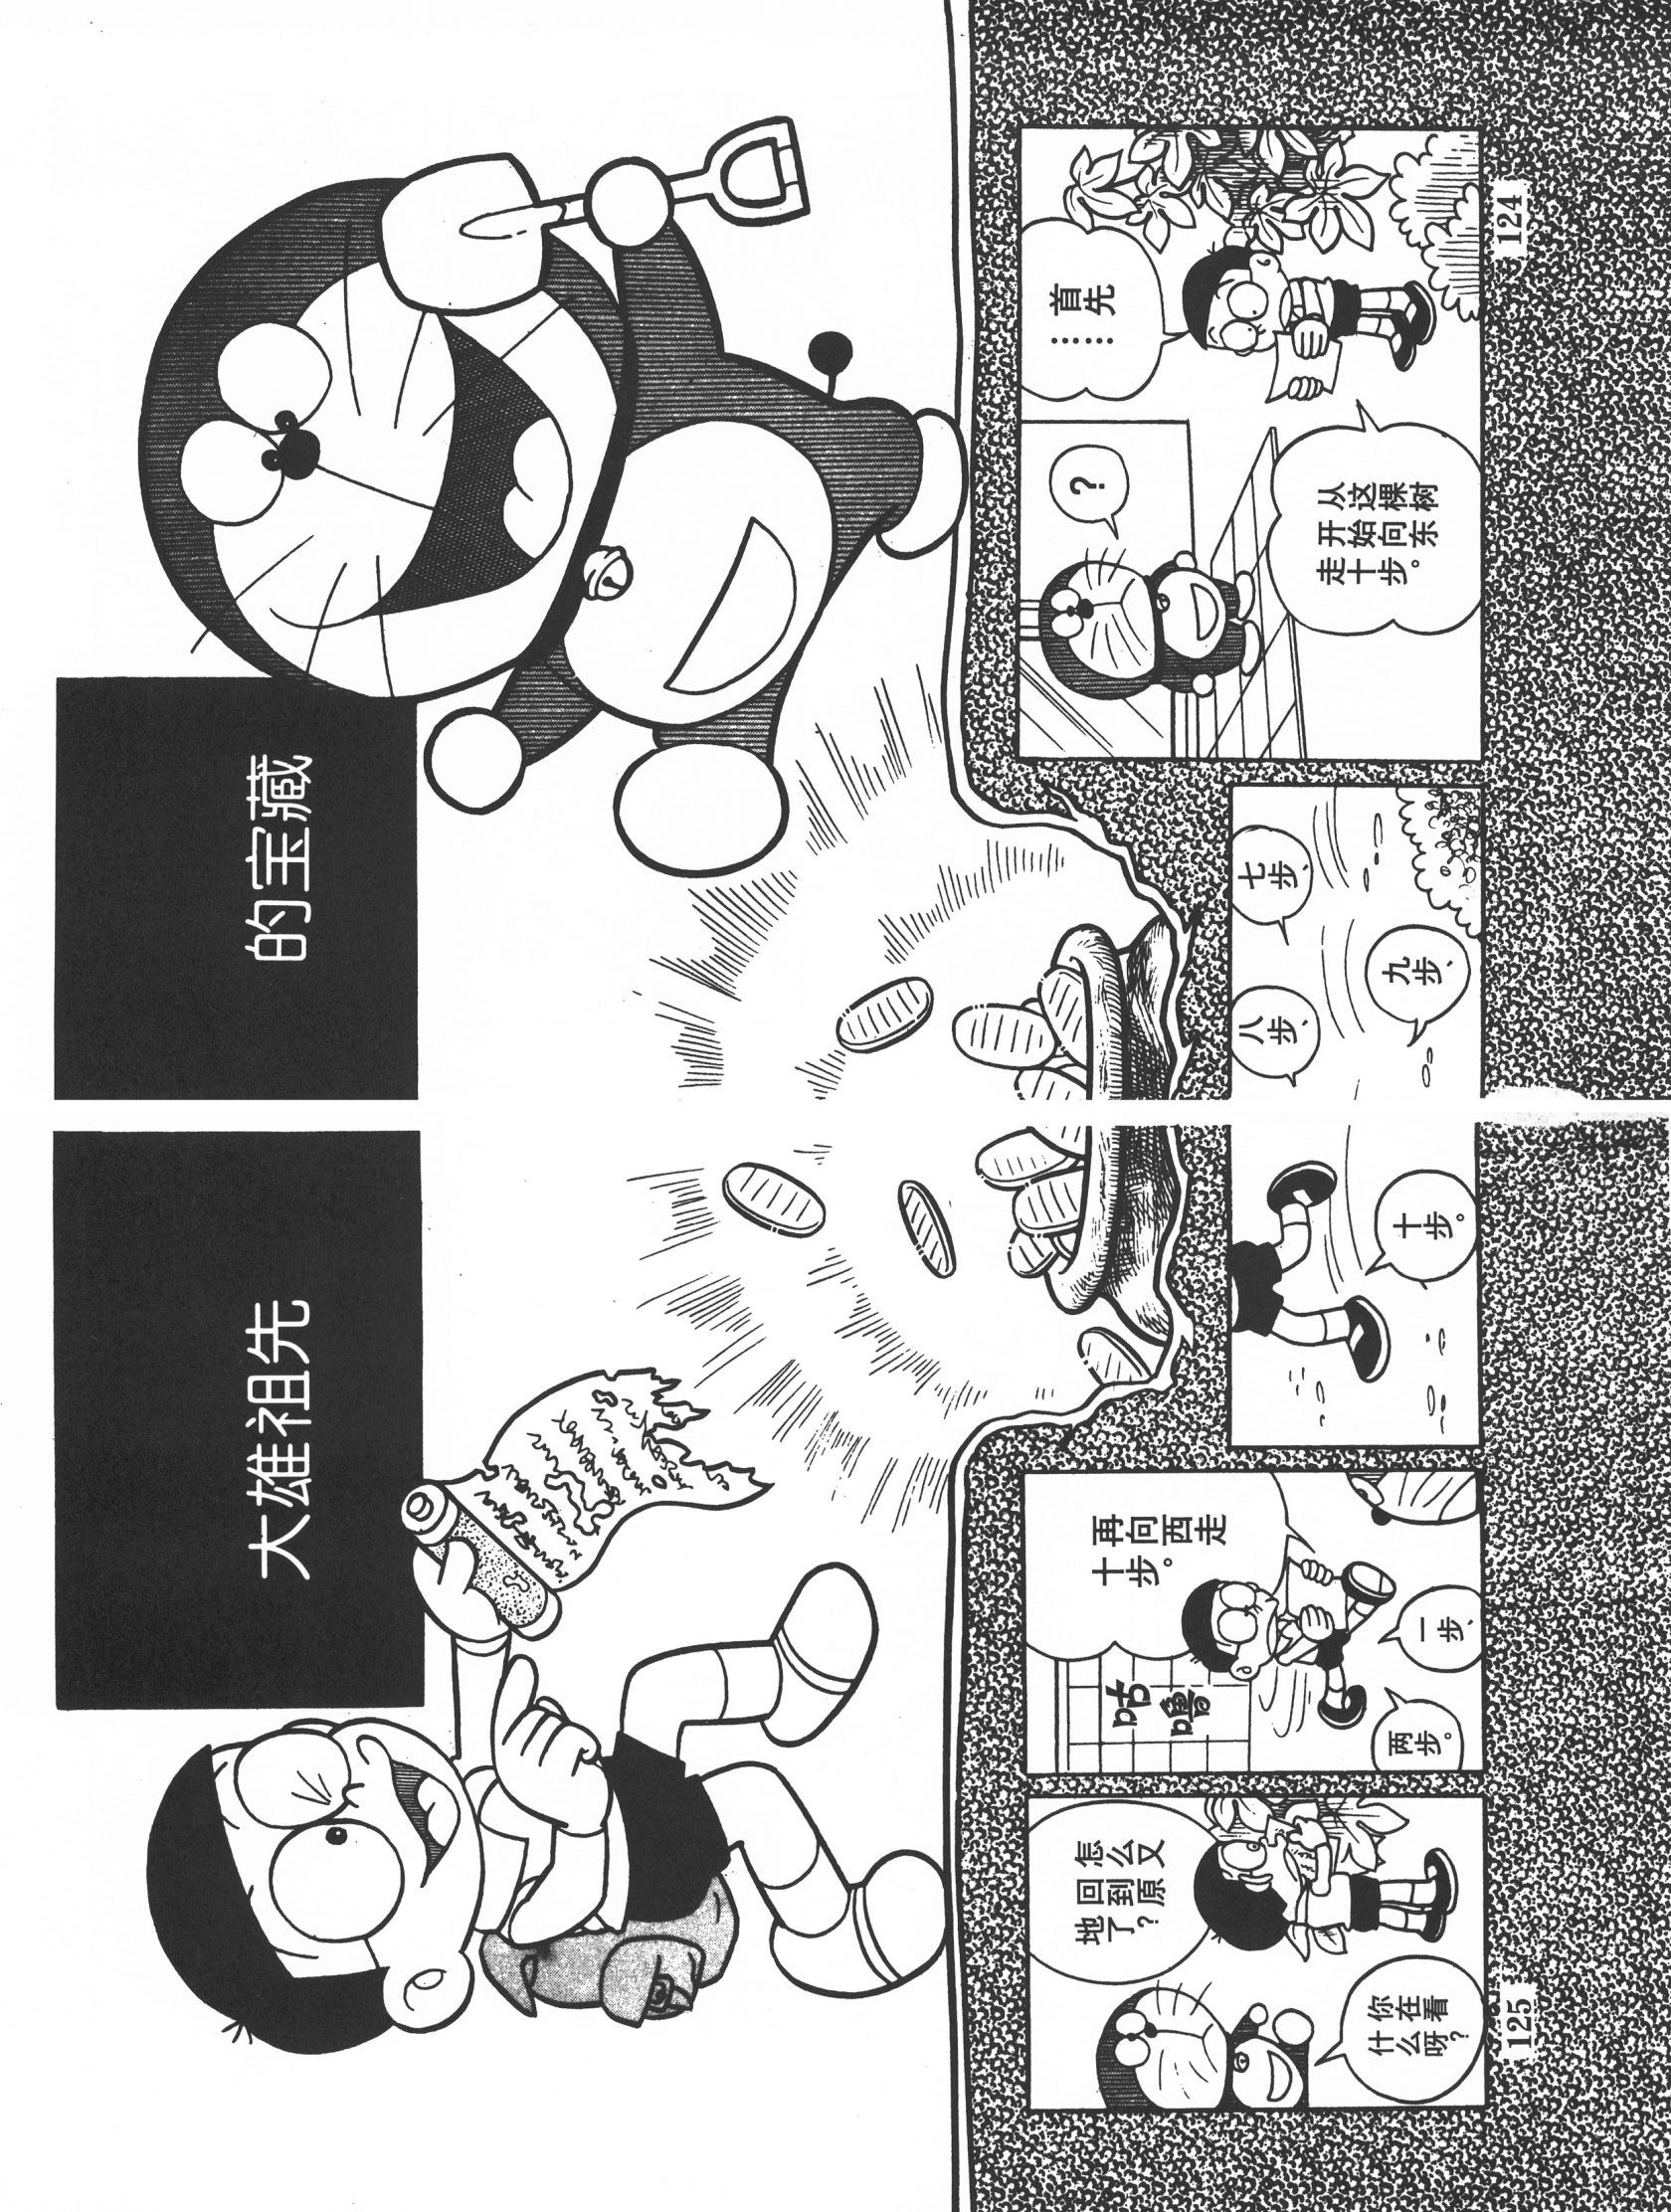 大雄祖先的宝藏
首先
……
?
从这棵树
开始向东
走十步。
七步、
八步、
九步、
十步。
再向西走
十步。
一步、
两步。
咕噜
怎么又
回到原
地了?
你在看
什么呀?
124
125